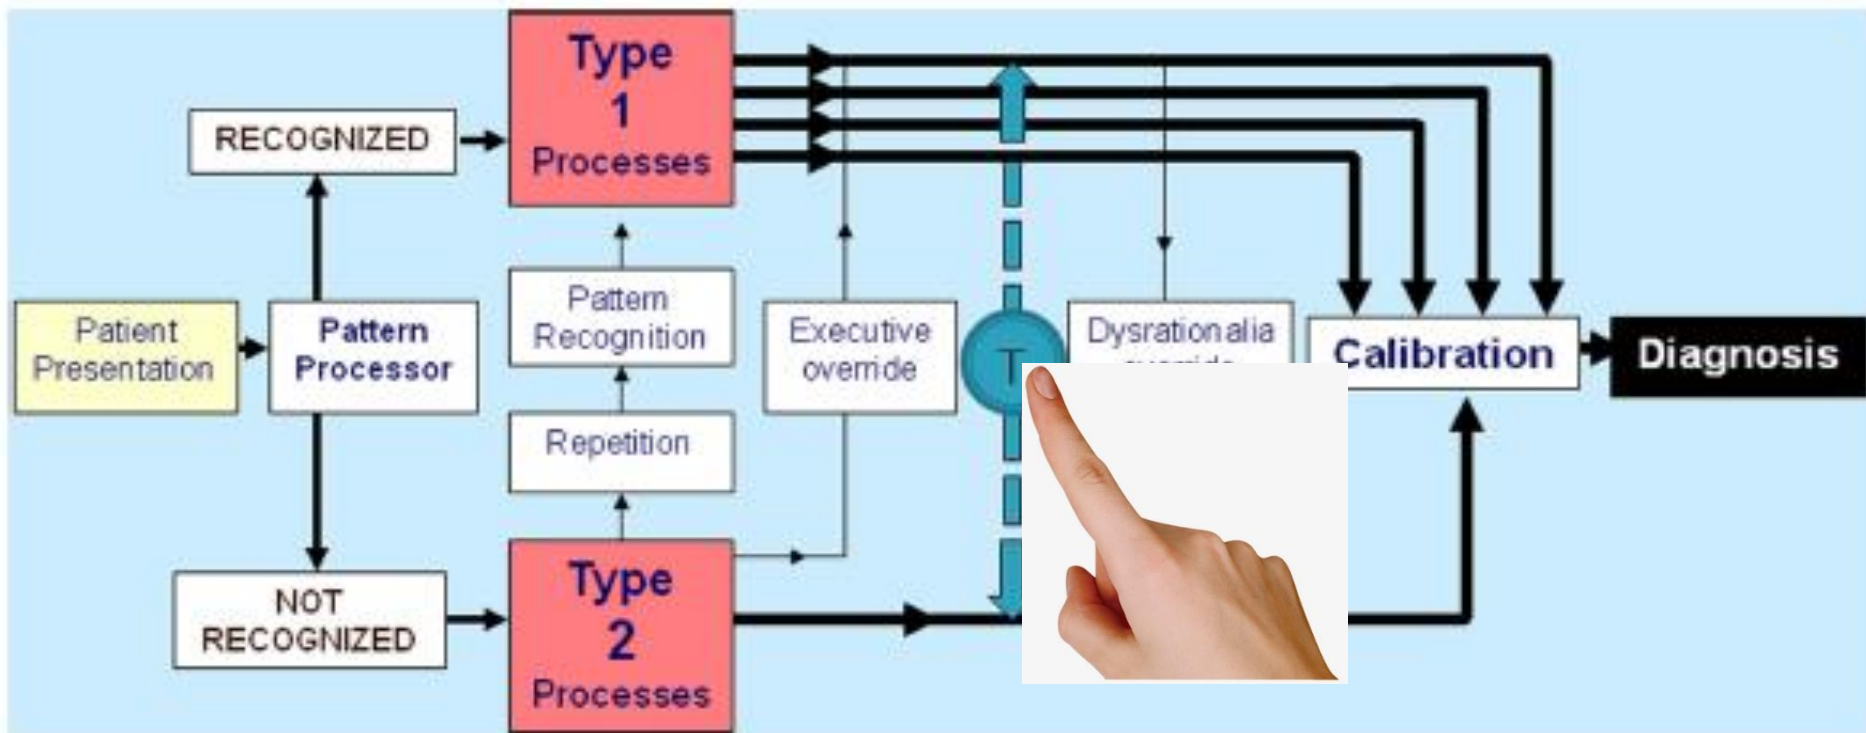 Type
1
Processes
RECOGNIZED
Patient
Presentation
Pattern
Processor
Pattern
Recognition
Repetition
Executive
override
T
Dysrationalia
Calibration
Diagnosis
NOT
RECOGNIZED
Type
2
Processes